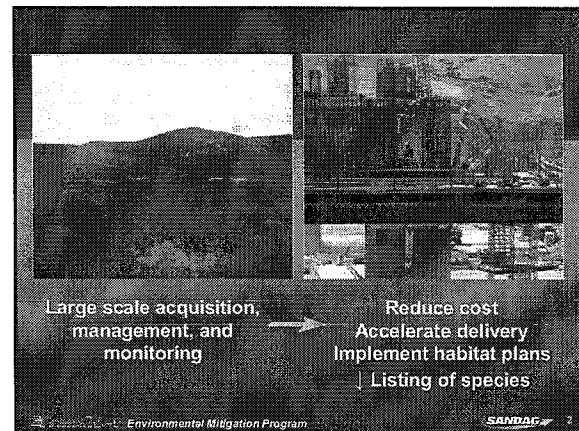 Large scale acquisition,
management, and
monitoring
Reduce cost
Accelerate delivery
Implement habitat plans
↓ Listing of species
Environmental Mitigation Program
SANDAG
2